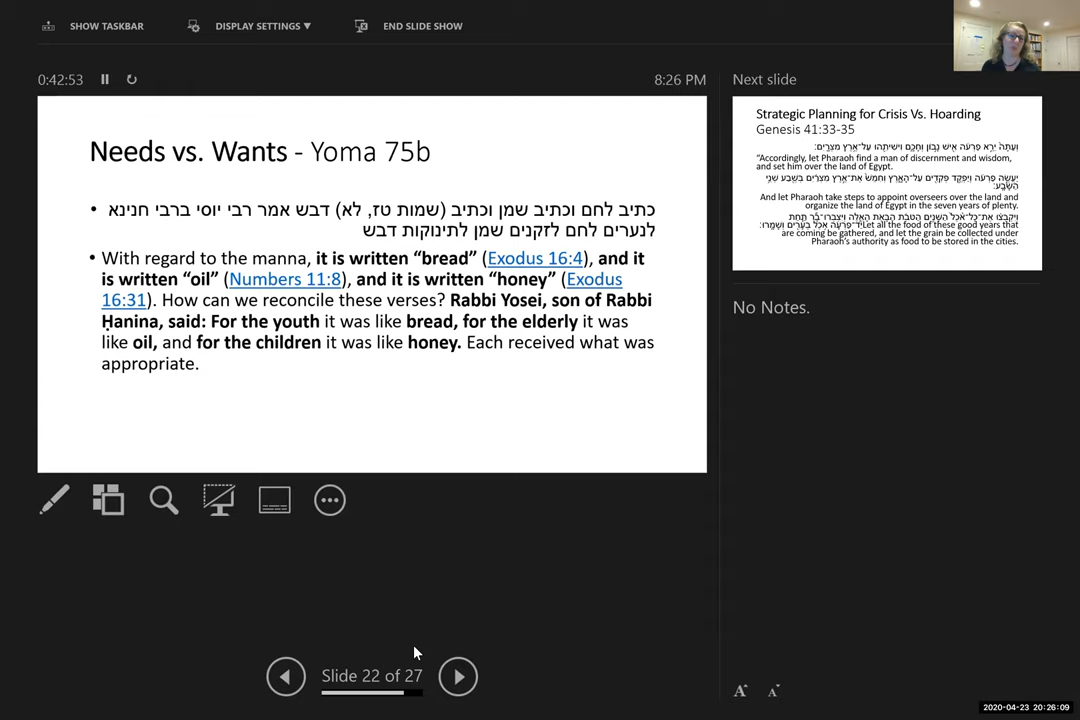 SHOW TASKBAR
DISPLAY SETTINGS ▼
END SLIDE SHOW
0:42:53
8:26 PM
Needs vs. Wants - Yoma 75b
• כתיב לחם וכתיב שמן וכתיב (שמות טז, לא) דבש אמר רבי יוסי ברבי חנינא
לנערים לחם לזקנים שמן לתינוקות דבש
• With regard to the manna, it is written “bread” (Exodus 16:4), and it
is written “oil” (Numbers 11:8), and it is written “honey” (Exodus
16:31). How can we reconcile these verses? Rabbi Yosei, son of Rabbi
Ḥanina, said: For the youth it was like bread, for the elderly it was
like oil, and for the children it was like honey. Each received what was
appropriate.
Slide 22 of 27
Next slide
Strategic Planning for Crisis Vs. Hoarding
Genesis 41:33-35
“Accordingly, let Pharaoh find a man of discernment and wisdom,
and set him over the land of Egypt.
And let Pharaoh take steps to appoint overseers over the land and
organize the land of Egypt in the seven years of plenty.
Let all the food of these good years that
are coming be gathered, and let the grain be collected under
Pharaoh’s authority as food to be stored in the cities.
No Notes.
A A
2020-04-23 20:26:09